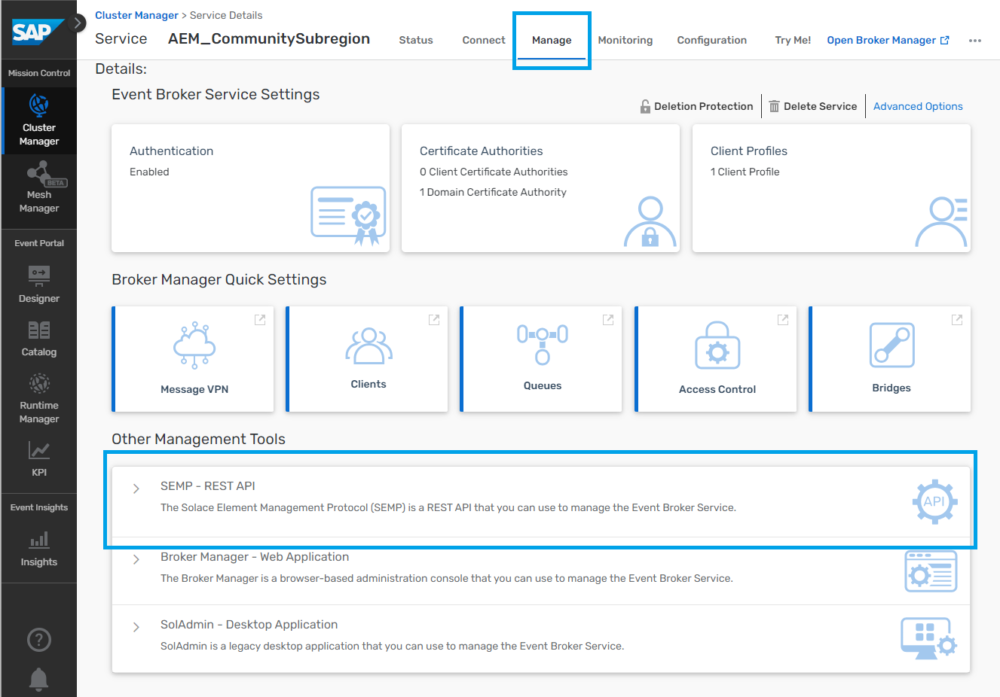 SAP
Cluster Manager > Service Details
Service AEM_CommunitySubregion
Status
Connect
Manage
Monitoring
Configuration
Try Me!
Open Broker Manager
Details:
Mission Control
Cluster
Manager
BETA
Mesh
Manager
Event Portal
Designer
Catalog
Runtime
Manager
KPI
Event Insights
Insights
?
Event Broker Service Settings
Deletion Protection
Delete Service
Advanced Options
Authentication
Enabled
Certificate Authorities
0 Client Certificate Authorities
1 Domain Certificate Authority
Client Profiles
1 Client Profile
Broker Manager Quick Settings
Message VPN
Clients
Queues
Access Control
Bridges
Other Management Tools
SEMP - REST API
The Solace Element Management Protocol (SEMP) is a REST API that you can use to manage the Event Broker Service.
API
Broker Manager - Web Application
The Broker Manager is a browser-based administration console that you can use to manage the Event Broker Service.
SolAdmin - Desktop Application
SolAdmin is a legacy desktop application that you can use to manage the Event Broker Service.